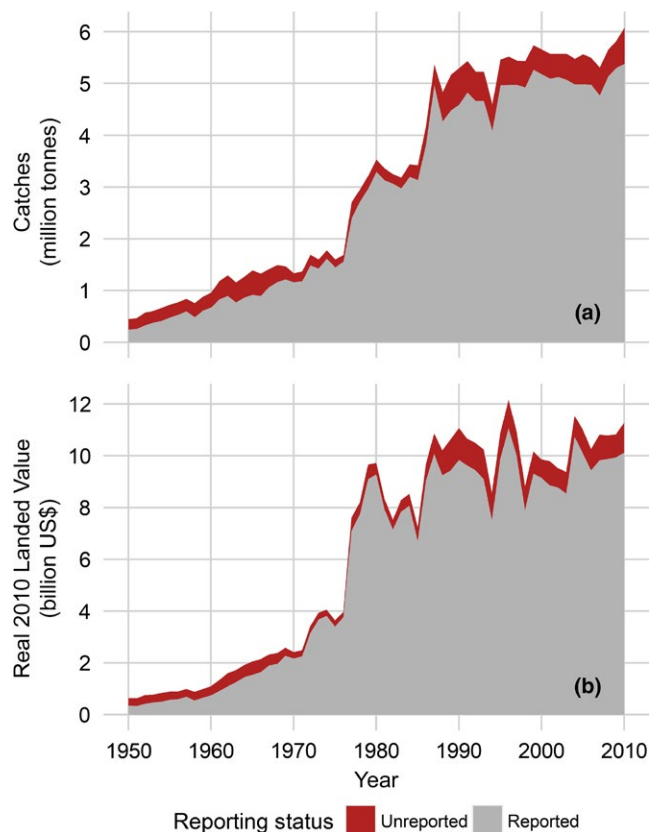 6
5
4
3
2
1
0
Catches
(million tonnes)
(a)
12
10
8
6
4
2
0
Real 2010 Landed Value
(billion US$)
(b)
1950 1960 1970 1980 1990 2000 2010
Year
Reporting status Unreported Reported